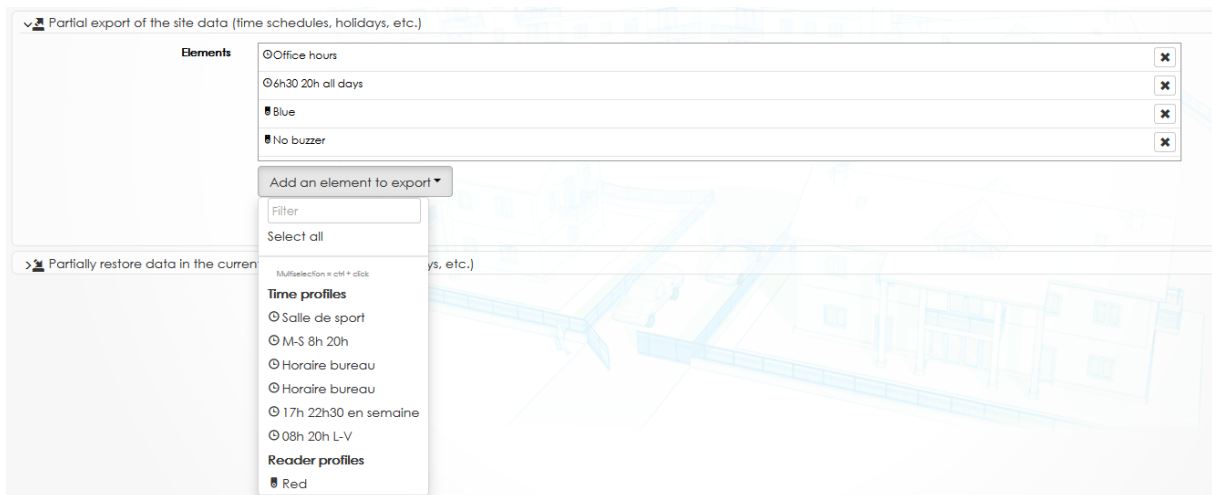 Partial export of the site data (time schedules, holidays, etc.)
Elements
Office hours
6h30 20h all days
Blue
No buzzer
Add an element to export
Filter
Select all
Partially restore data in the curren ys, etc.)
Multiselection = ctrl + click
Time profiles
Salle de sport
M-S 8h 20h
Horaire bureau
Horaire bureau
17h 22h30 en semaine
08h 20h L-V
Reader profiles
Red